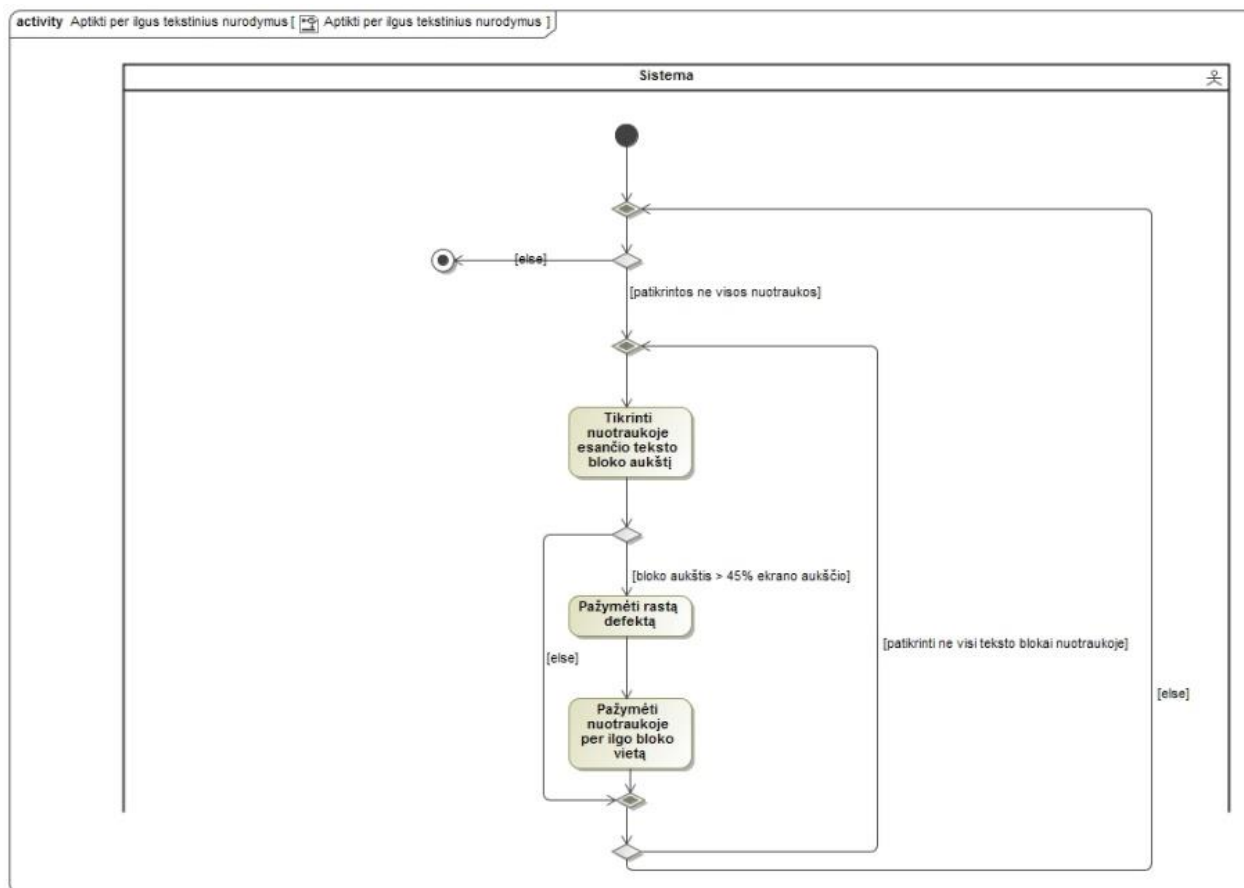 activity Aptikti per ilgus tekstinius nurodymus [ Aptikti per ilgus tekstinius nurodymus ]
Sistema
[else]
[patikrintos ne visos nuotraukos]
Tikrinti
nuotraukoje
esančio teksto
bloko aukštį
[bloko aukštis > 45% ekrano aukščio]
Pažymėti rastą
defektą
[patikrinti ne visi teksto blokai nuotraukoje]
[else]
[else]
Pažymėti
nuotraukoje
per ilgo bloko
vietą